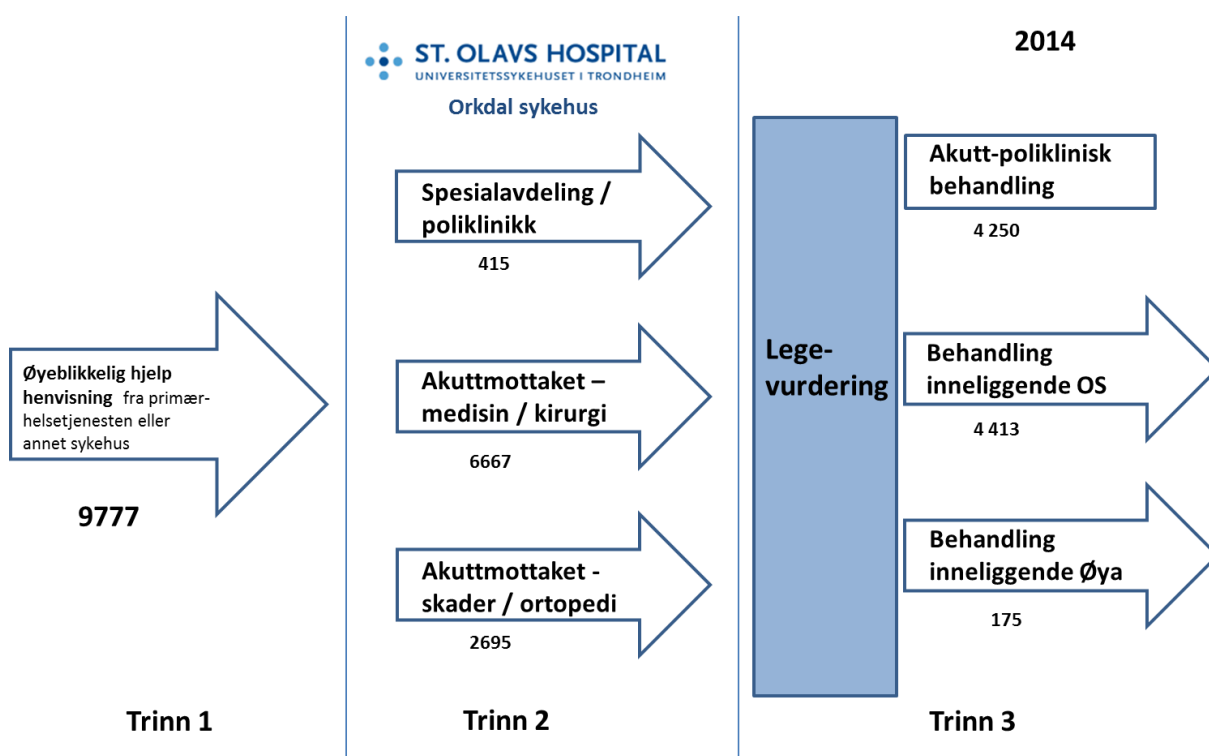 2014
ST. OLAVS HOSPITAL
UNIVERSITETSSYKEHUSET I TRONDHEIM
Orkdal sykehus
Øyeblikkelig hjelp
henvisning fra primær-
helsetjenesten eller
annet sykehus
9777
Trinn 1
Spesialavdeling /
poliklinikk
415
Akuttmottaket –
medisin / kirurgi
6667
Akuttmottaket -
skader / ortopedi
2695
Trinn 2
Lege-
vurdering
Akutt-poliklinisk
behandling
4 250
Behandling
inneliggende OS
4 413
Behandling
inneliggende Øya
175
Trinn 3